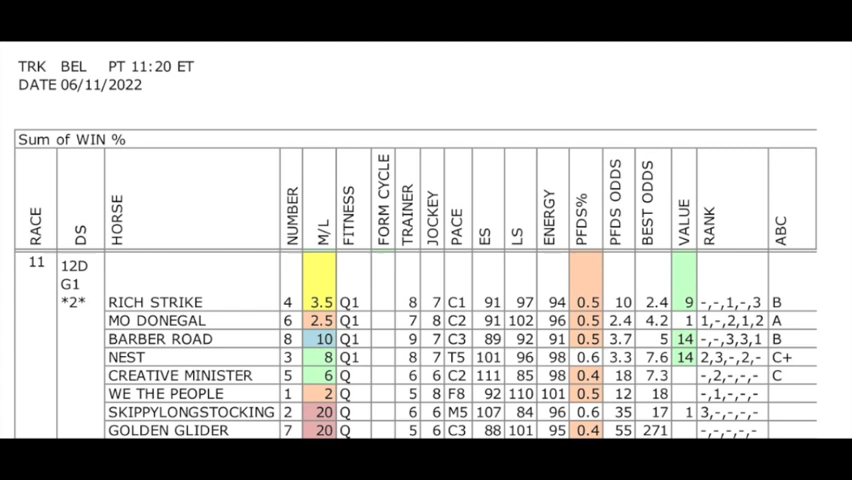 TRK BEL PT 11:20 ET
DATE 06/11/2022
Sum of WIN %
RACE DS HORSE NUMBER M/L FITNESS FORM CYCLE TRAINER JOCKEY PACE ES LS ENERGY PFDS% PFDS ODDS BEST ODDS VALUE RANK ABC
11 12D
G1
*2* RICH STRIKE 4 3.5 Q1 8 7 C1 91 97 94 0.5 10 2.4 9 -,-,1,-,3 B
MO DONEGAL 6 2.5 Q1 7 8 C2 91 102 96 0.5 2.4 4.2 1 1,-,2,1,2 A
BARBER ROAD 8 10 Q1 9 7 C3 89 92 91 0.5 3.7 5 14 -,-,3,3,1 B
NEST 3 8 Q1 8 7 T5 101 96 98 0.6 3.3 7.6 14 2,3,-,2,- C+
CREATIVE MINISTER 5 6 Q 6 6 C2 111 85 98 0.4 18 7.3 -,2,-,-,- C
WE THE PEOPLE 1 2 Q 5 8 F8 92 110 101 0.5 12 18 -,1,-,-,-
SKIPPYLONGSTOCKING 2 20 Q 6 6 M5 107 84 96 0.6 35 17 1 3,-,-,-,-
GOLDEN GLIDER 7 20 Q 5 6 C3 88 101 95 0.4 55 271 -,-,-,-,-